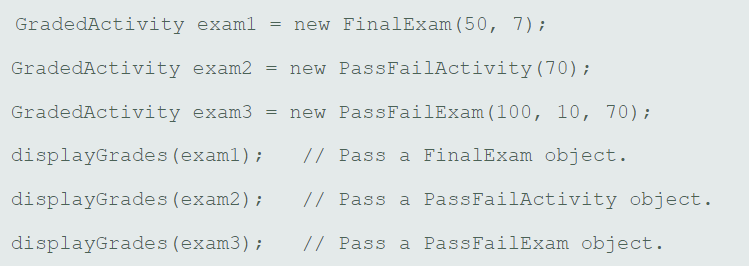 GradedActivity exam1 = new FinalExam(50, 7);
GradedActivity exam2 = new PassFailActivity(70);
GradedActivity exam3 = new PassFailExam(100, 10, 70);
displayGrades(exam1);   // Pass a FinalExam object.
displayGrades(exam2);   // Pass a PassFailActivity object.
displayGrades(exam3);   // Pass a PassFailExam object.